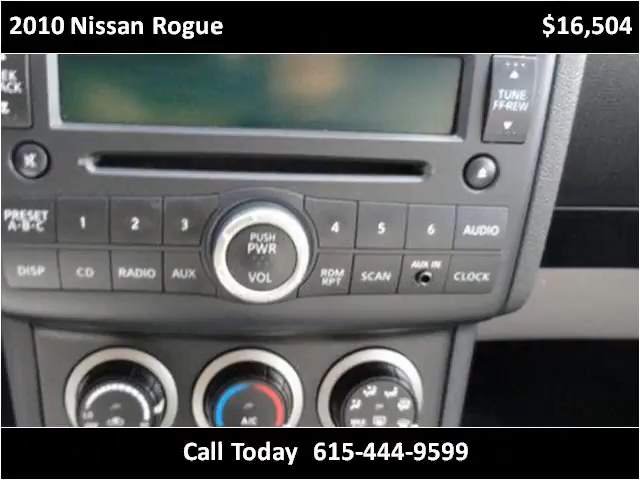 2010 Nissan Rogue $16,504
TUNE
FF·REW
PRESET 1 2 3 PUSH 4 5 6 AUDIO
A·B·C PWR
DISP CD RADIO AUX VOL RDM SCAN AUX IN CLOCK
RPT
LO
A/C
Call Today 615-444-9599